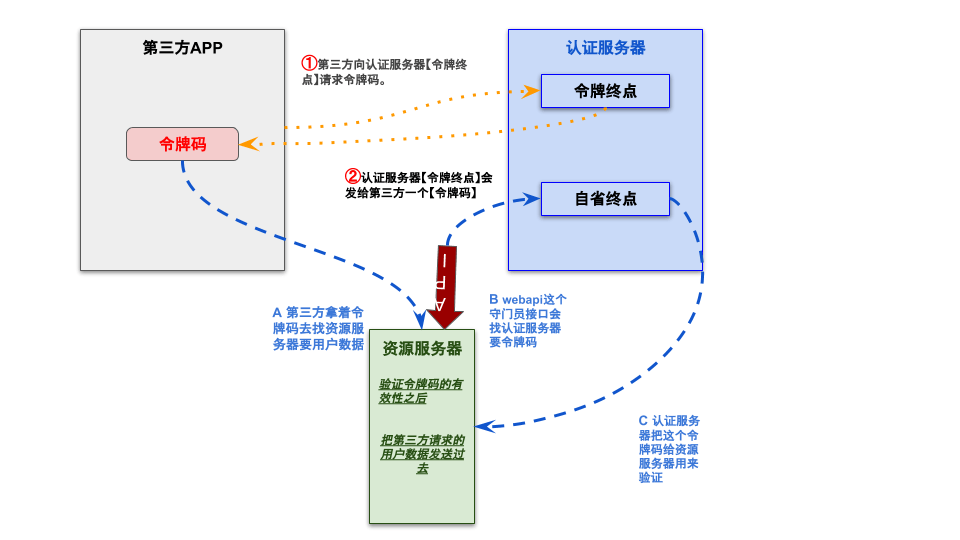 第三方APP
令牌码
①第三方向认证服务器【令牌终
点】请求令牌码。
认证服务器
令牌终点
②认证服务器【令牌终点】会
发给第三方一个【令牌码】
自省终点
API
A 第三方拿着令
牌码去找资源服
务器要用户数据
B webapi这个
守门员接口会
找认证服务器
要令牌码
资源服务器
验证令牌码的有
效性之后
把第三方请求的
用户数据发送过
去
C 认证服务
器把这个令
牌码给资源
服务器用来
验证